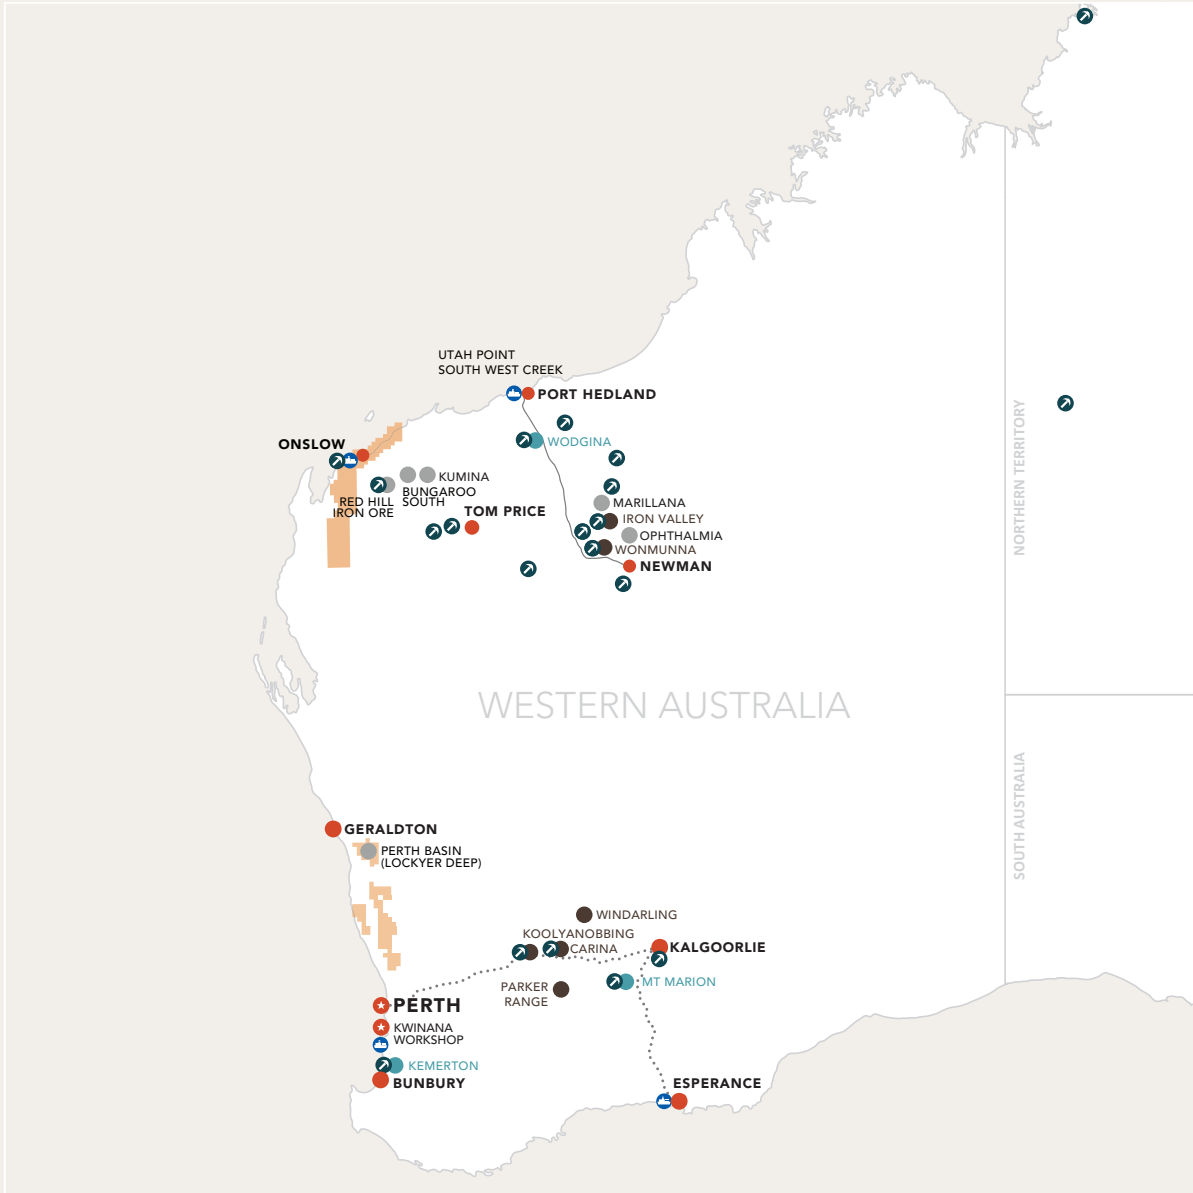 UTAH POINT
SOUTH WEST CREEK
PORT HEDLAND
ONSLOW
WODGINA
KUMINA
BUNGAROO
SOUTH
RED HILL
IRON ORE
TOM PRICE
MARILLANA
IRON VALLEY
OPHTHALMIA
WONMUNNA
NEWMAN
NORTHERN TERRITORY
WESTERN AUSTRALIA
SOUTH AUSTRALIA
GERALDTON
PERTH BASIN
(LOCKYER DEEP)
WINDARLING
KOOLYANOBBING
CARINA
KALGOORLIE
PARKER
RANGE
MT MARION
PERTH
KWINANA
WORKSHOP
KEMERTON
BUNBURY
ESPERANCE